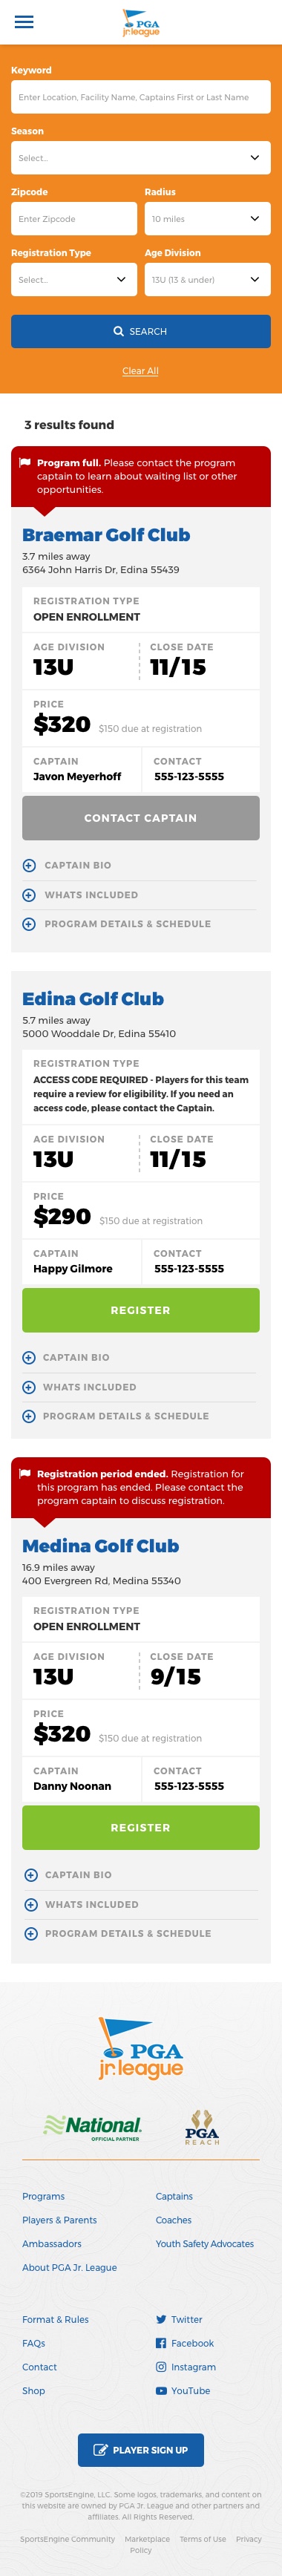 PGA
jr.league
Keyword
Enter Location, Facility Name, Captains First or Last Name
Season
Select...
Zipcode
Radius
Enter Zipcode
10 miles
Registration Type
Age Division
Select...
13U (13 & under)
SEARCH
Clear All
3 results found
Program full. Please contact the program
captain to learn about waiting list or other
opportunities.
Braemar Golf Club
3.7 miles away
6364 John Harris Dr, Edina 55439
REGISTRATION TYPE
OPEN ENROLLMENT
AGE DIVISION
CLOSE DATE
13U
11/15
PRICE
$320 $150 due at registration
CAPTAIN
CONTACT
Javon Meyerhoff
555-123-5555
CONTACT CAPTAIN
CAPTAIN BIO
WHATS INCLUDED
PROGRAM DETAILS & SCHEDULE
Edina Golf Club
5.7 miles away
5000 Wooddale Dr, Edina 55410
REGISTRATION TYPE
ACCESS CODE REQUIRED - Players for this team
require a review for eligibility. If you need an
access code, please contact the Captain.
AGE DIVISION
CLOSE DATE
13U
11/15
PRICE
$290 $150 due at registration
CAPTAIN
CONTACT
Happy Gilmore
555-123-5555
REGISTER
CAPTAIN BIO
WHATS INCLUDED
PROGRAM DETAILS & SCHEDULE
Registration period ended. Registration for
this program has ended. Please contact the
program captain to discuss registration.
Medina Golf Club
16.9 miles away
400 Evergreen Rd, Medina 55340
REGISTRATION TYPE
OPEN ENROLLMENT
AGE DIVISION
CLOSE DATE
13U
9/15
PRICE
$320 $150 due at registration
CAPTAIN
CONTACT
Danny Noonan
555-123-5555
REGISTER
CAPTAIN BIO
WHATS INCLUDED
PROGRAM DETAILS & SCHEDULE
PGA
jr.league
National.
OFFICIAL PARTNER
PGA
REACH
Programs
Captains
Players & Parents
Coaches
Ambassadors
Youth Safety Advocates
About PGA Jr. League
Format & Rules
Twitter
FAQs
Facebook
Contact
Instagram
Shop
YouTube
PLAYER SIGN UP
©2019 SportsEngine, LLC. Some logos, trademarks, and content on
this website are owned by PGA Jr. League and other partners and
affiliates. All Rights Reserved.
SportsEngine Community Marketplace Terms of Use Privacy
Policy